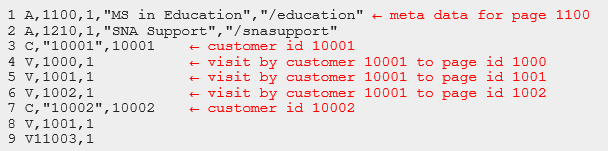 1 A,1100,1,"MS in Education","/education" ← meta data for page 1100
2 A,1210,1,"SNA Support","/snasupport"
3 C,"10001",10001 ← customer id 10001
4 V,1000,1 ← visit by customer 10001 to page id 1000
5 V,1001,1 ← visit by customer 10001 to page id 1001
6 V,1002,1 ← visit by customer 10001 to page id 1002
7 C,"10002",10002 ← customer id 10002
8 V,1001,1
9 V11003,1